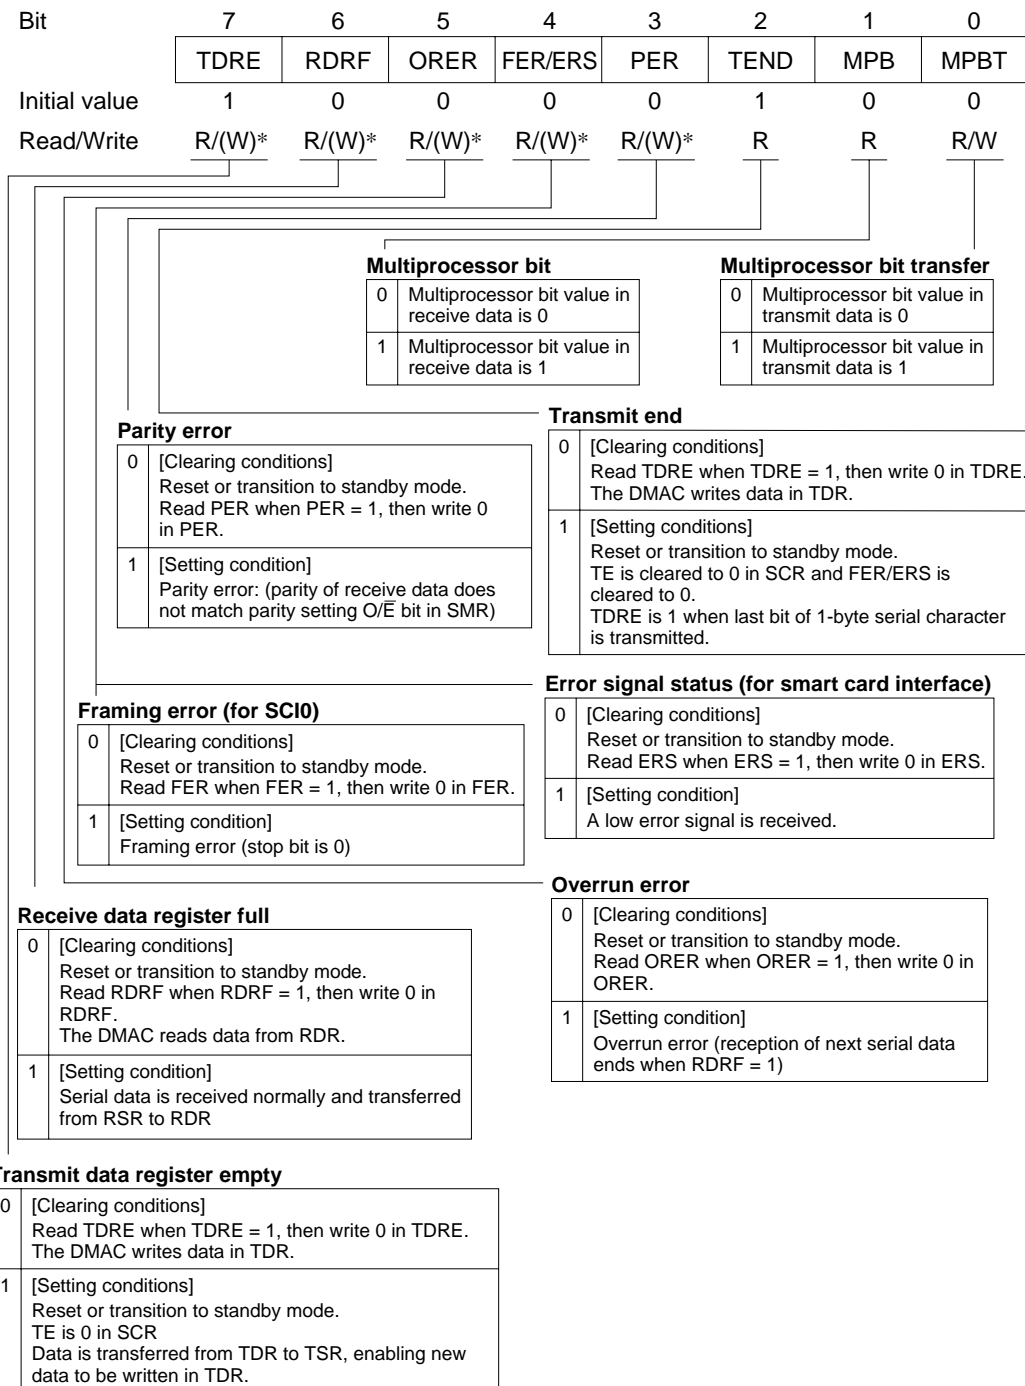 Bit 7 6 5 4 3 2 1 0
TDRE RDRF ORER FER/ERS PER TEND MPB MPBT
Initial value 1 0 0 0 0 1 0 0
Read/Write R/(W)* R/(W)* R/(W)* R/(W)* R/(W)* R R R/W
Multiprocessor bit
0 Multiprocessor bit value in
receive data is 0
1 Multiprocessor bit value in
receive data is 1
Multiprocessor bit transfer
0 Multiprocessor bit value in
transmit data is 0
1 Multiprocessor bit value in
transmit data is 1
Parity error
0 [Clearing conditions]
Reset or transition to standby mode.
Read PER when PER = 1, then write 0
in PER.
1 [Setting condition]
Parity error: (parity of receive data does
not match parity setting O/E̅ bit in SMR)
Transmit end
0 [Clearing conditions]
Read TDRE when TDRE = 1, then write 0 in TDRE.
The DMAC writes data in TDR.
1 [Setting conditions]
Reset or transition to standby mode.
TE is cleared to 0 in SCR and FER/ERS is
cleared to 0.
TDRE is 1 when last bit of 1-byte serial character
is transmitted.
Framing error (for SCI0)
0 [Clearing conditions]
Reset or transition to standby mode.
Read FER when FER = 1, then write 0 in FER.
1 [Setting condition]
Framing error (stop bit is 0)
Error signal status (for smart card interface)
0 [Clearing conditions]
Reset or transition to standby mode.
Read ERS when ERS = 1, then write 0 in ERS.
1 [Setting condition]
A low error signal is received.
Receive data register full
0 [Clearing conditions]
Reset or transition to standby mode.
Read RDRF when RDRF = 1, then write 0 in
RDRF.
The DMAC reads data from RDR.
1 [Setting condition]
Serial data is received normally and transferred
from RSR to RDR
Overrun error
0 [Clearing conditions]
Reset or transition to standby mode.
Read ORER when ORER = 1, then write 0 in
ORER.
1 [Setting condition]
Overrun error (reception of next serial data
ends when RDRF = 1)
Transmit data register empty
0 [Clearing conditions]
Read TDRE when TDRE = 1, then write 0 in TDRE.
The DMAC writes data in TDR.
1 [Setting conditions]
Reset or transition to standby mode.
TE is 0 in SCR
Data is transferred from TDR to TSR, enabling new
data to be written in TDR.